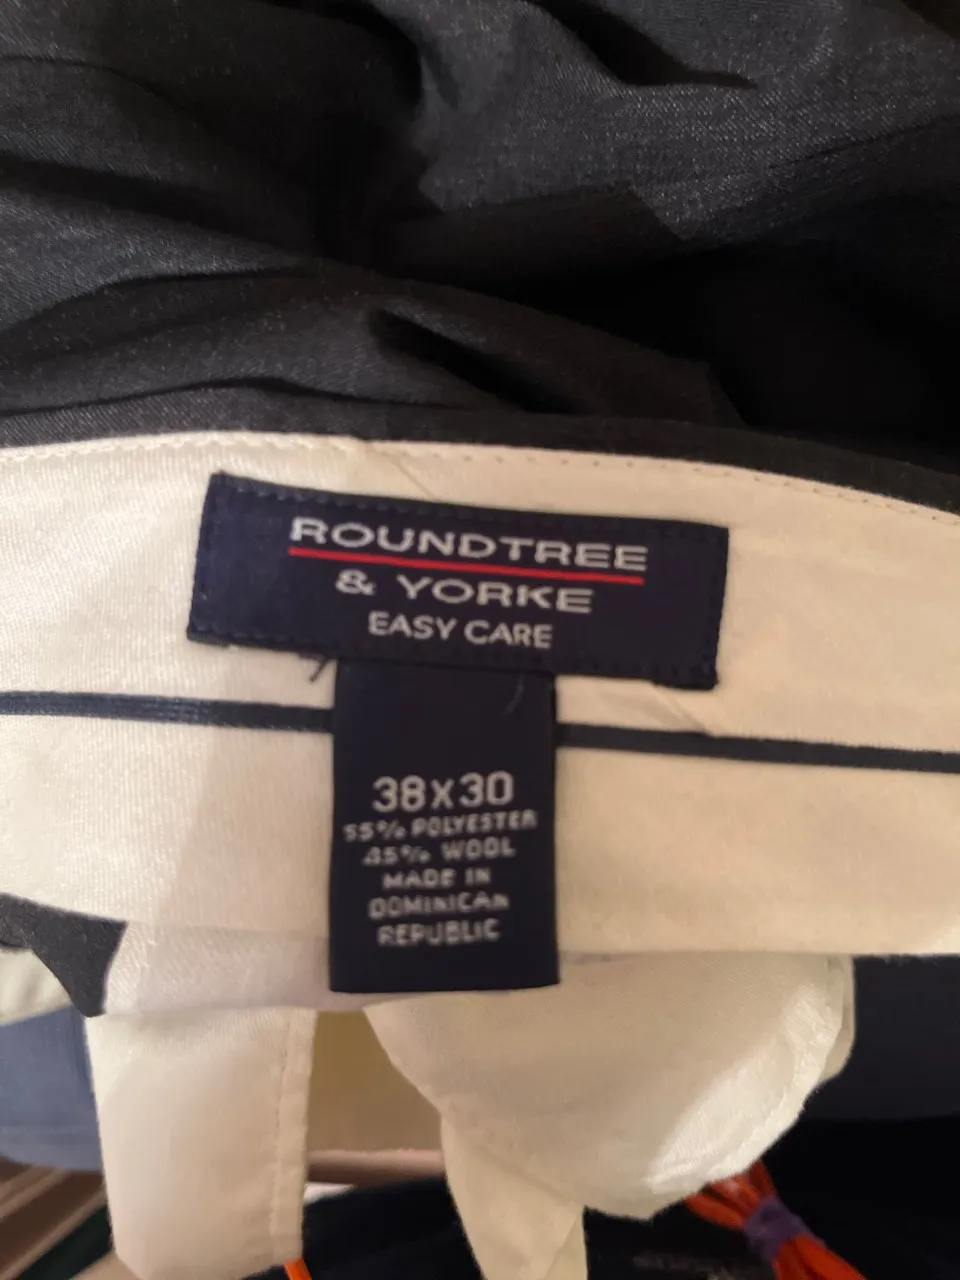 ROUNDTREE
& YORKE
EASY CARE
38X30
55% POLYESTER
45% WOOL
MADE IN
DOMINICAN
REPUBLIC